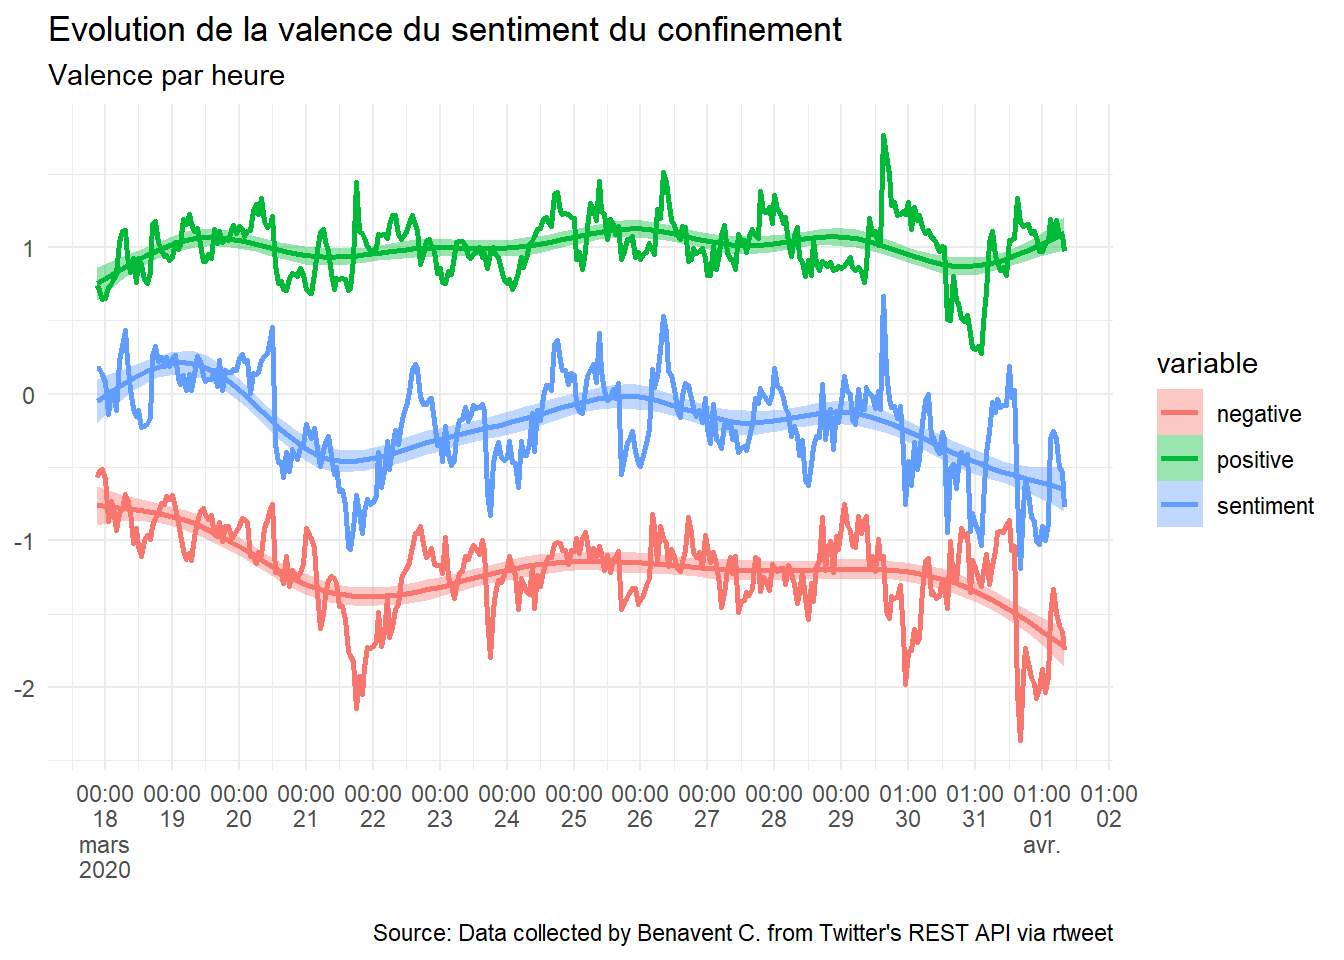 Evolution de la valence du sentiment du confinement
Valence par heure
1
0
-1
-2
00:00 00:00 00:00 00:00 00:00 00:00 00:00 00:00 00:00 00:00 00:00 00:00 01:00 01:00 01:00 01:00
18 19 20 21 22 23 24 25 26 27 28 29 30 31 01 02
mars avr.
2020
variable
negative
positive
sentiment
Source: Data collected by Benavent C. from Twitter's REST API via rtweet